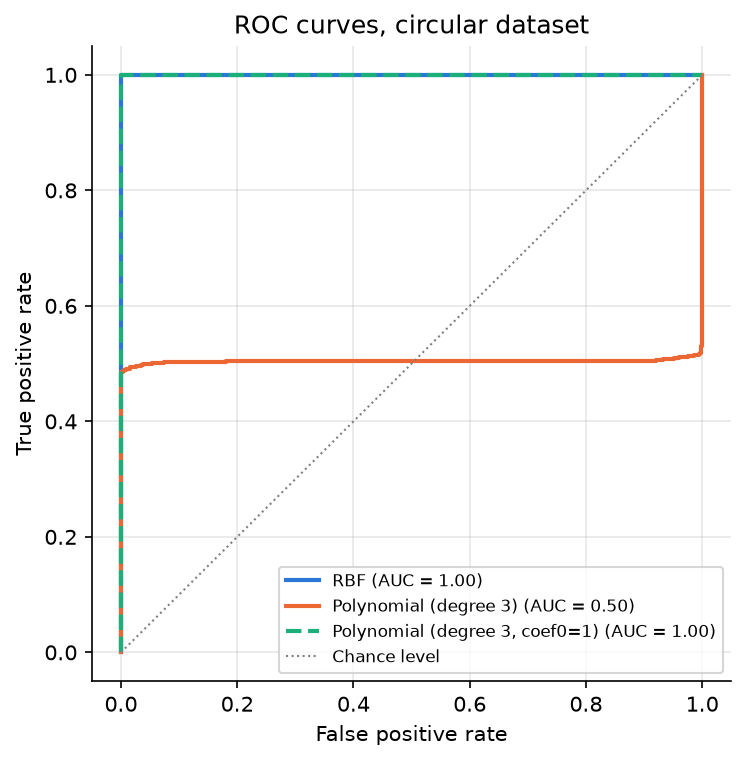 ROC curves, circular dataset
True positive rate
1.0
0.8
0.6
0.4
0.2
0.0
0.0 0.2 0.4 0.6 0.8 1.0
False positive rate
RBF (AUC = 1.00)
Polynomial (degree 3) (AUC = 0.50)
Polynomial (degree 3, coef0=1) (AUC = 1.00)
Chance level